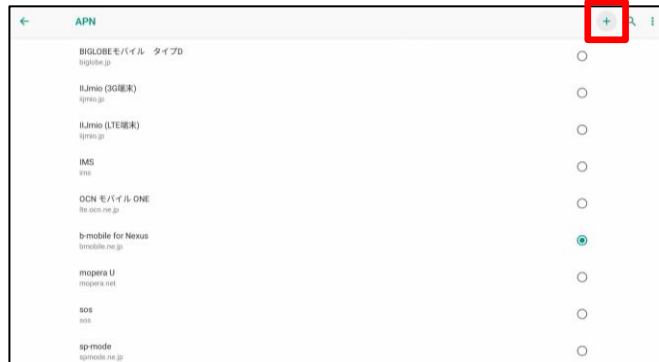 APN
BIGLOBEモバイル　タイプD
biglobe.jp
IIJmio (3G端末)
iijmio.jp
IIJmio (LTE端末)
iijmio.jp
IMS
ims
OCN モバイル ONE
lte.ocn.ne.jp
b-mobile for Nexus
bmobile.ne.jp
mopera U
mopera.net
sos
sos
sp-mode
spmode.ne.jp